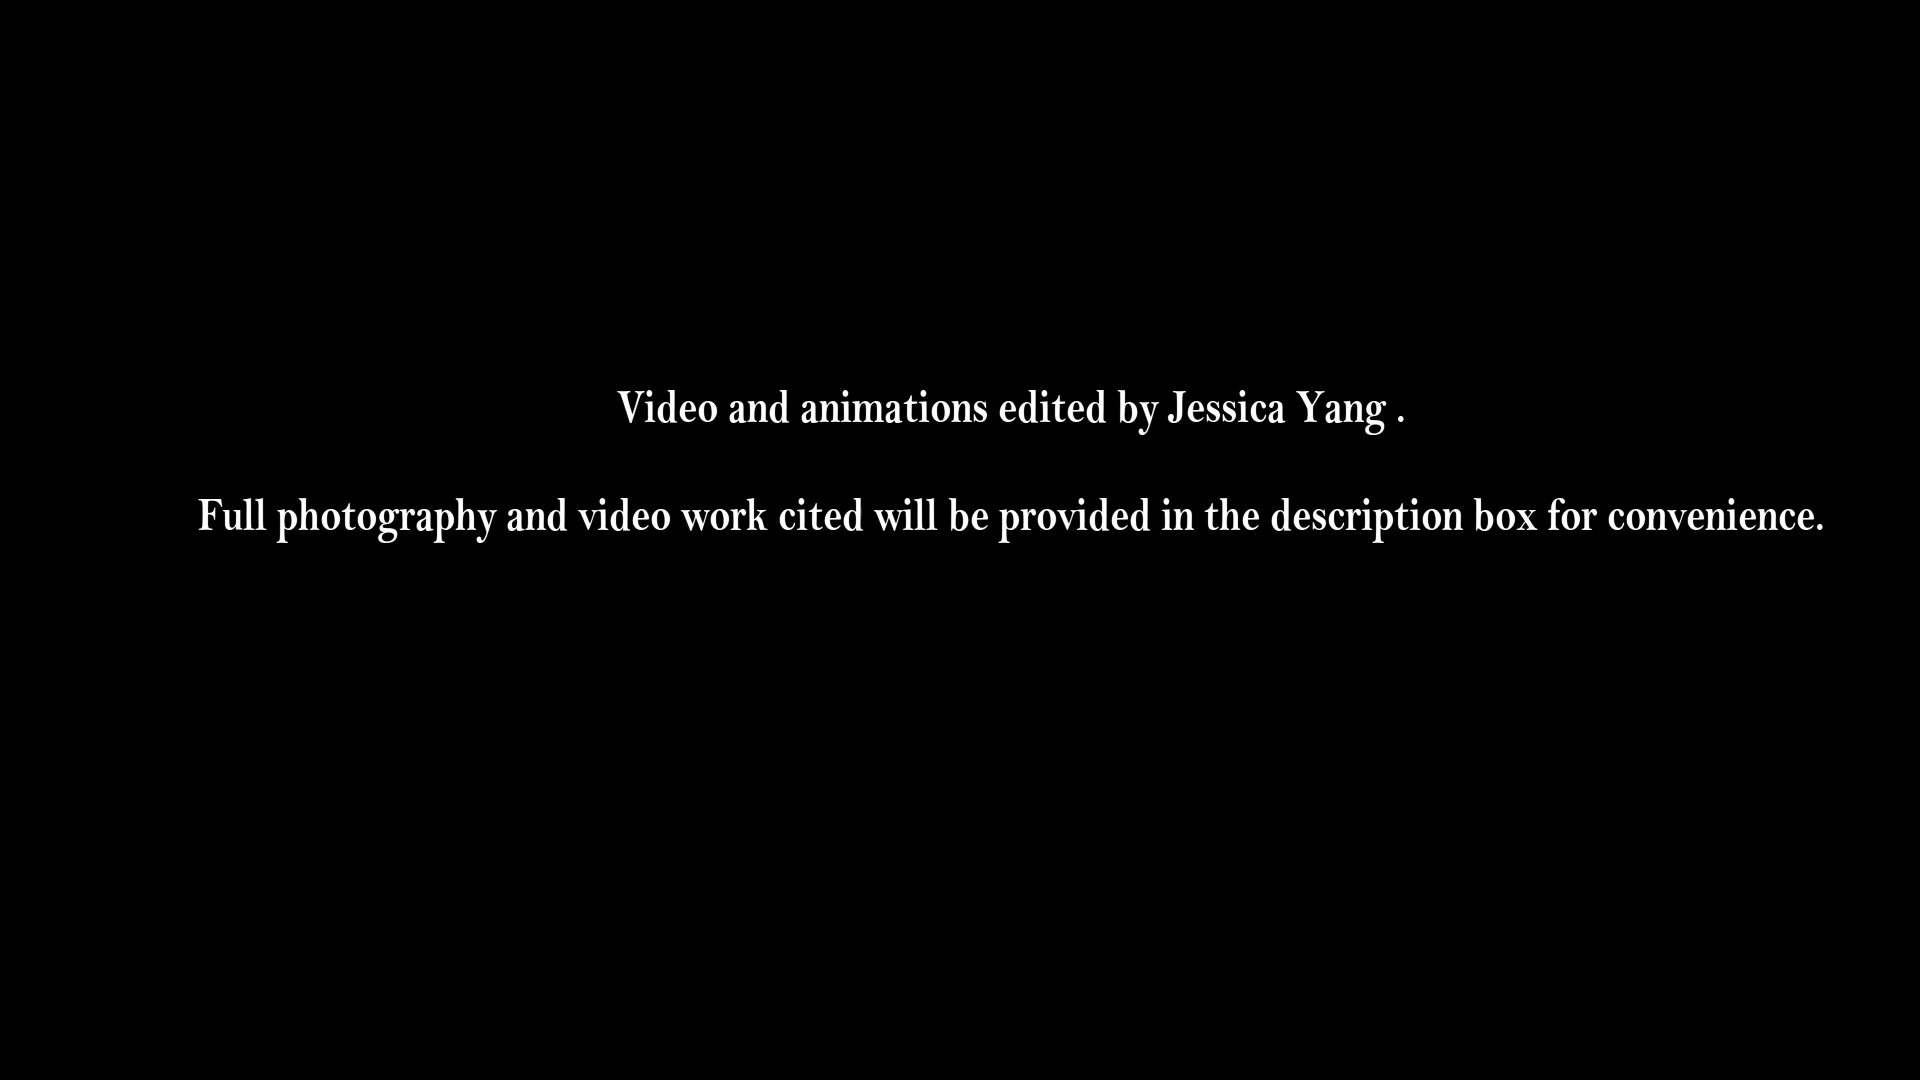 Video and animations edited by Jessica Yang .
Full photography and video work cited will be provided in the description box for convenience.